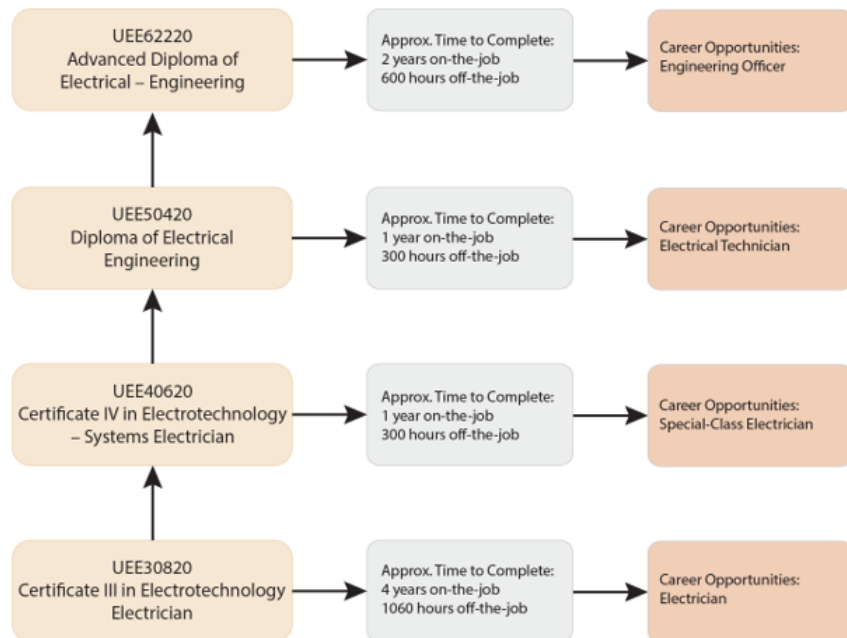 UEE62220
Advanced Diploma of
Electrical – Engineering
Approx. Time to Complete:
2 years on-the-job
600 hours off-the-job
Career Opportunities:
Engineering Officer
UEE50420
Diploma of Electrical
Engineering
Approx. Time to Complete:
1 year on-the-job
300 hours off-the-job
Career Opportunities:
Electrical Technician
UEE40620
Certificate IV in Electrotechnology
– Systems Electrician
Approx. Time to Complete:
1 year on-the-job
300 hours off-the-job
Career Opportunities:
Special-Class Electrician
UEE30820
Certificate III in Electrotechnology
Electrician
Approx. Time to Complete:
4 years on-the-job
1060 hours off-the-job
Career Opportunities:
Electrician